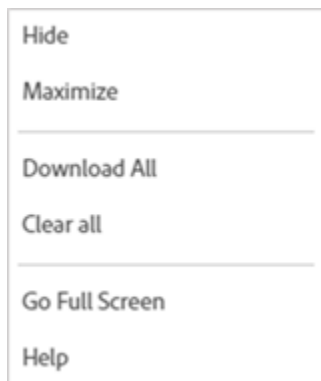 Hide
Maximize
Download All
Clear all
Go Full Screen
Help